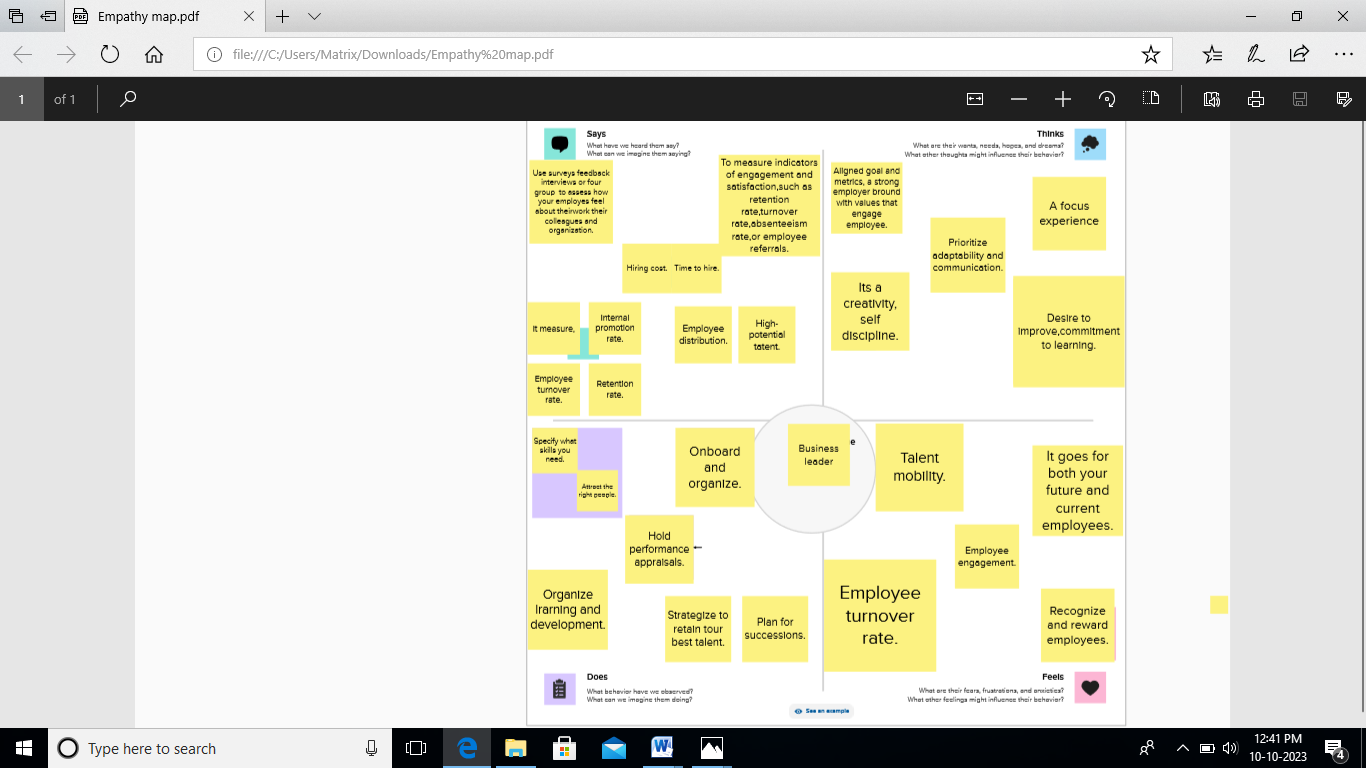 Empathy map.pdf
file:///C:/Users/Matrix/Downloads/Empathy%20map.pdf
1
of 1
Says
What have we heard them say?
What can we imagine them saying?
Use surveys feedback
interviews or four
group to assess how
your employes feel
about theirwork their
colleagues and
organization.
To measure indicators
of engagement and
satisfaction,such as
retention
rate,turnover
rate,absenteeism
rate,or employee
referrals.
Hiring cost. Time to hire.
It measure,
Internal
promotion
rate.
Employee
distribution.
High-
potential
tatent.
Employee
turnover
rate.
Retention
rate.
Thinks
What are their wants, needs, hopes, and dreams?
What other thoughts might influence their behavior?
Aligned goal and
metrics, a strong
employer bround
with values that
engage
employee.
A focus
experience
Prioritize
adaptability and
communication.
Its a
creativity,
self
discipline.
Desire to
improve,commitment
to learning.
Specify what
skills you
need.
Attract the
right people.
Onboard
and
organize.
Business
leader
e
Hold
performance
appraisals.
Organize
lrarning and
development.
Strategize to
retain tour
best talent.
Plan for
successions.
Talent
mobility.
It goes for
both your
future and
current
employees.
Employee
engagement.
Employee
turnover
rate.
Recognize
and reward
employees.
Does
What behavior have we observed?
What can we imagine them doing?
Feels
What are their fears, frustrations, and anxieties?
What other feelings might influence their behavior?
See an example
Type here to search
12:41 PM
10-10-2023
4